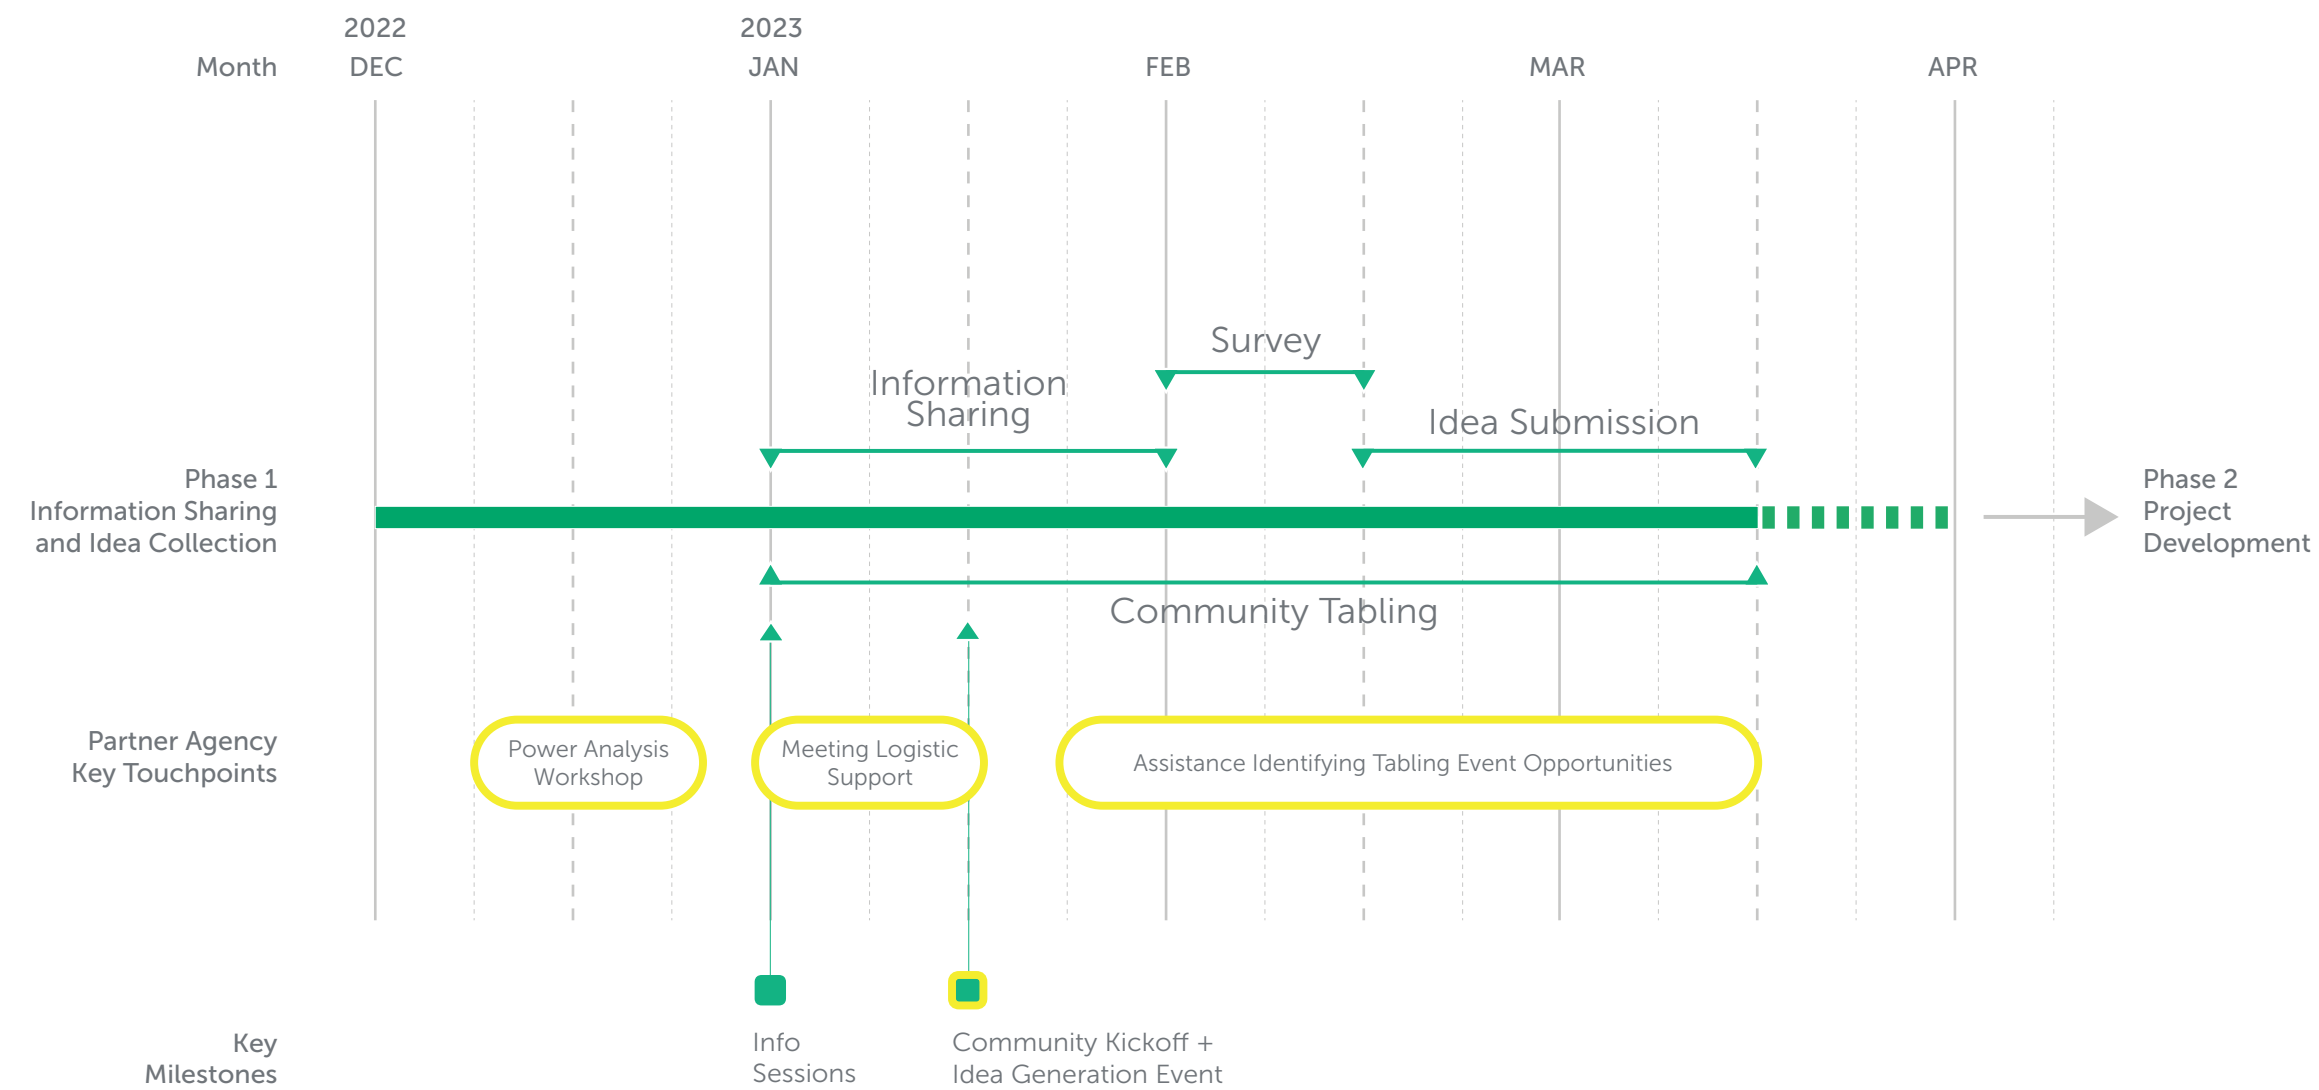 2022
2023
Month
DEC
JAN
FEB
MAR
APR
Survey
Information
Sharing
Idea Submission
Phase 1
Information Sharing
and Idea Collection
Phase 2
Project
Development
Community Tabling
Partner Agency
Key Touchpoints
Power Analysis
Workshop
Meeting Logistic
Support
Assistance Identifying Tabling Event Opportunities
Key
Milestones
Info
Sessions
Community Kickoff +
Idea Generation Event